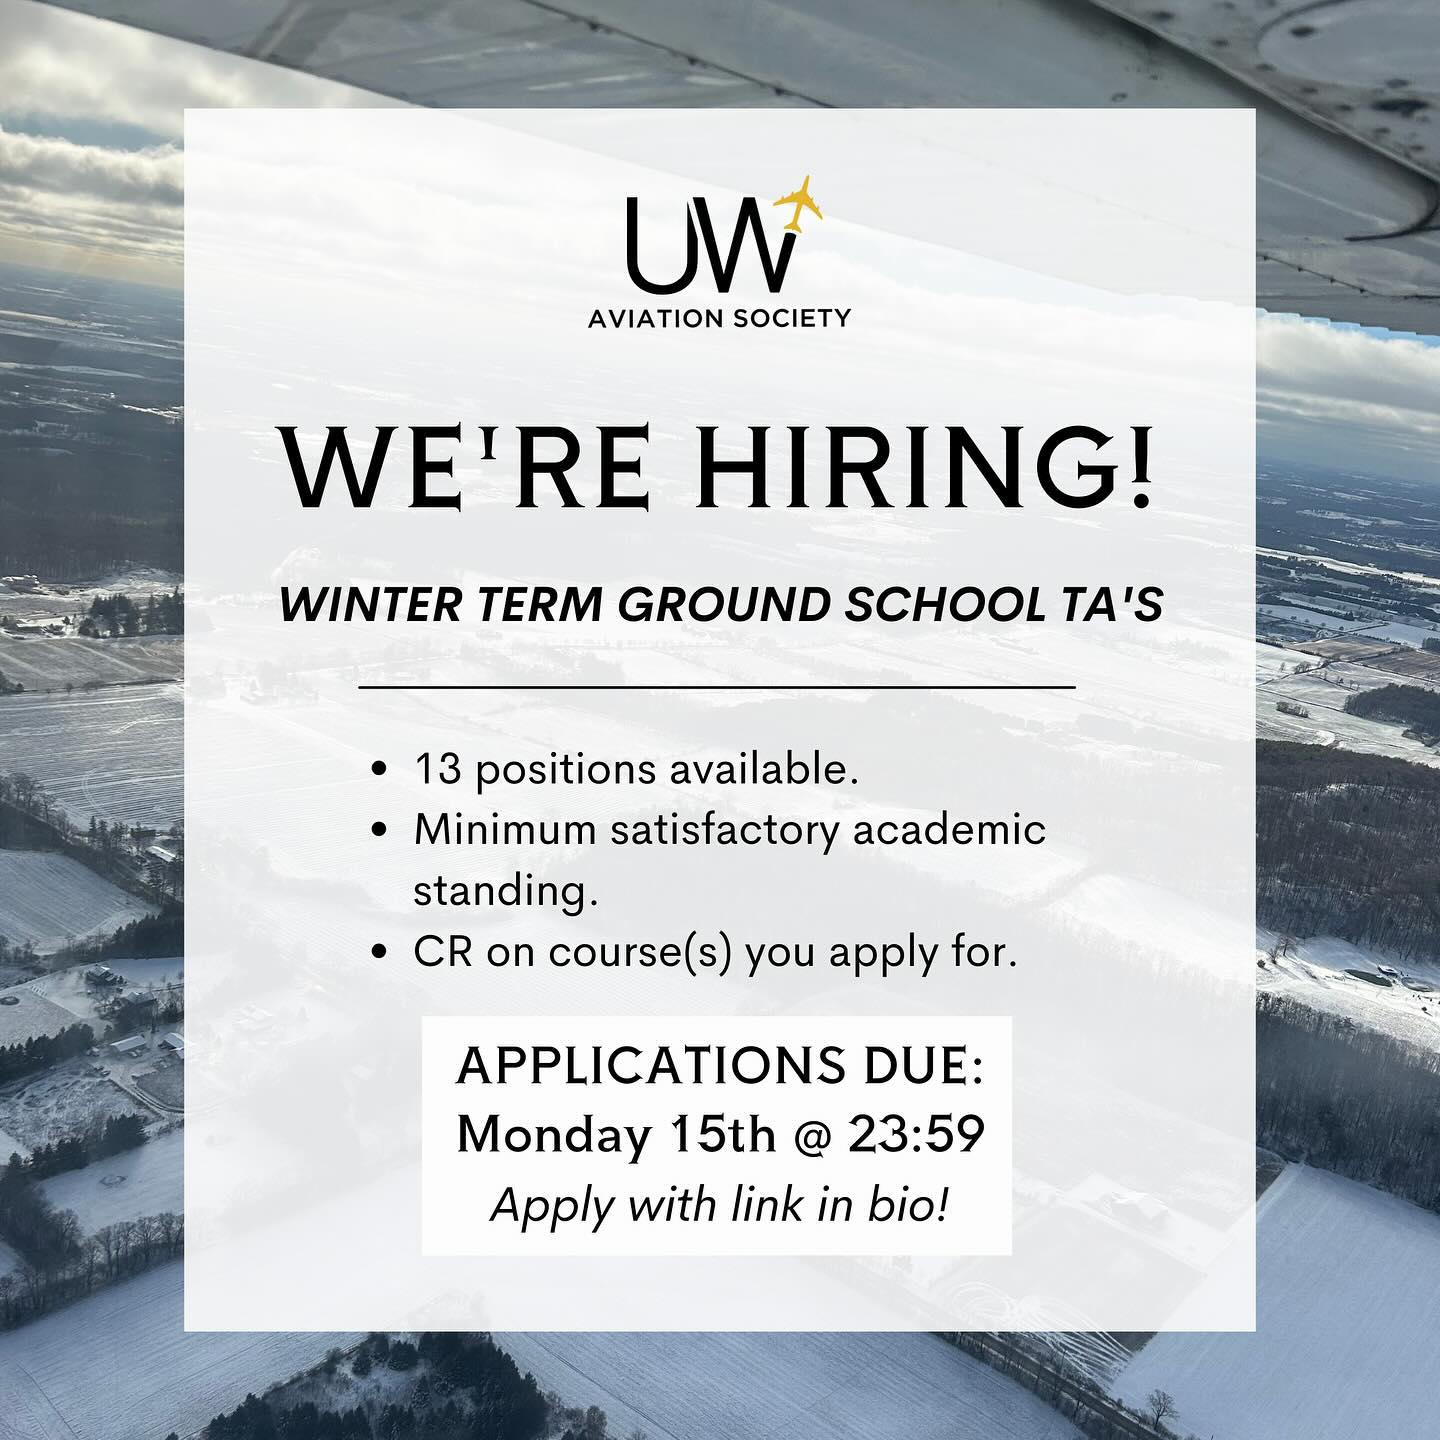 UW
AVIATION SOCIETY
WE'RE HIRING!
WINTER TERM GROUND SCHOOL TA'S
• 13 positions available.
• Minimum satisfactory academic
standing.
• CR on course(s) you apply for.
APPLICATIONS DUE:
Monday 15th @ 23:59
Apply with link in bio!